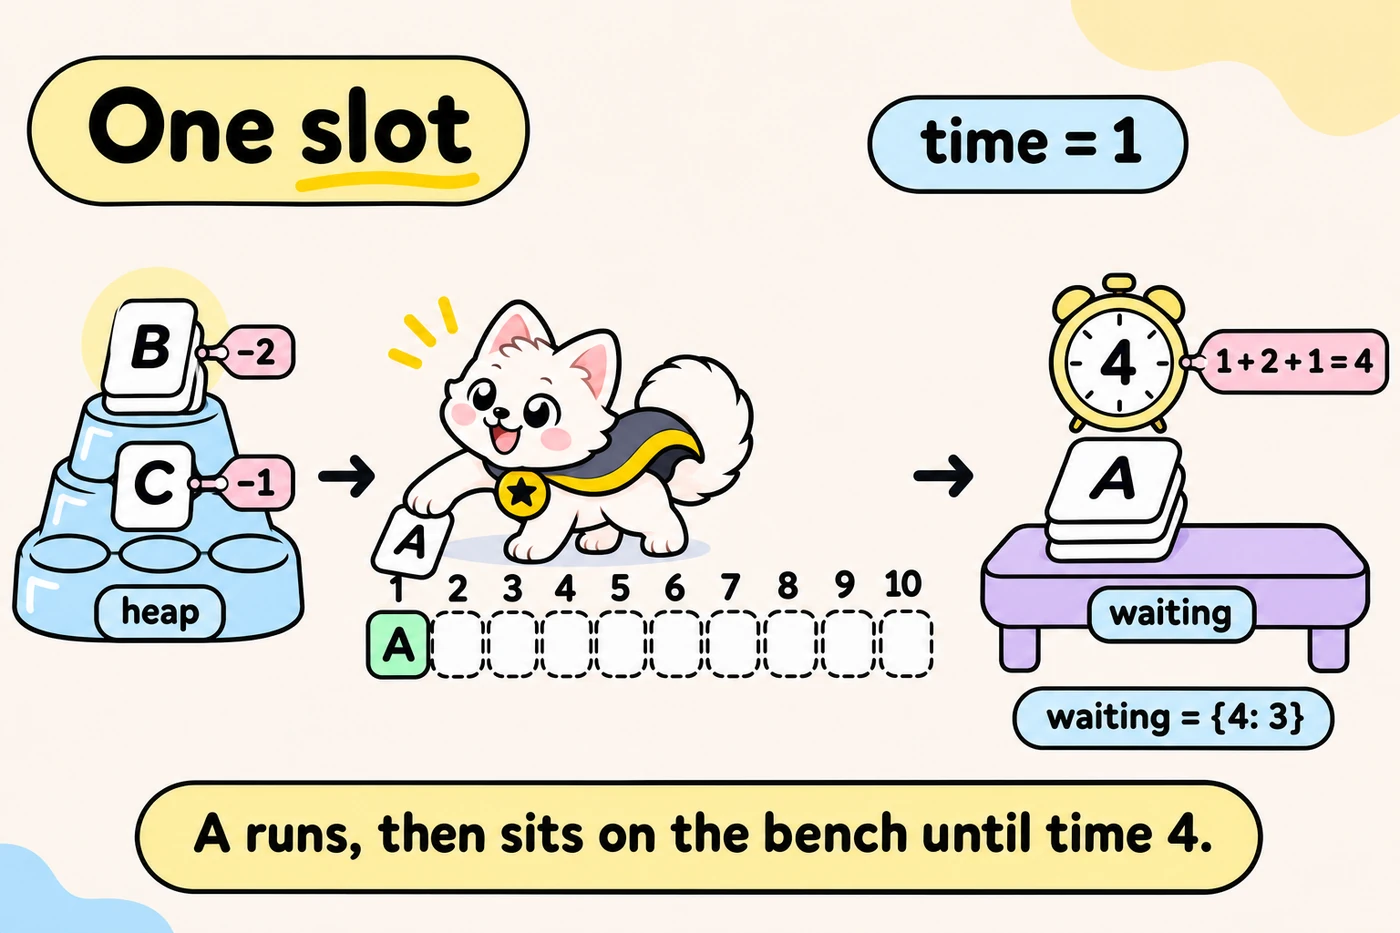 One slot
time = 1
B
-2
C
-1
heap
A
1 2 3 4 5 6 7 8 9 10
A
4
1+2+1=4
A
waiting
waiting = {4: 3}
A runs, then sits on the bench until time 4.